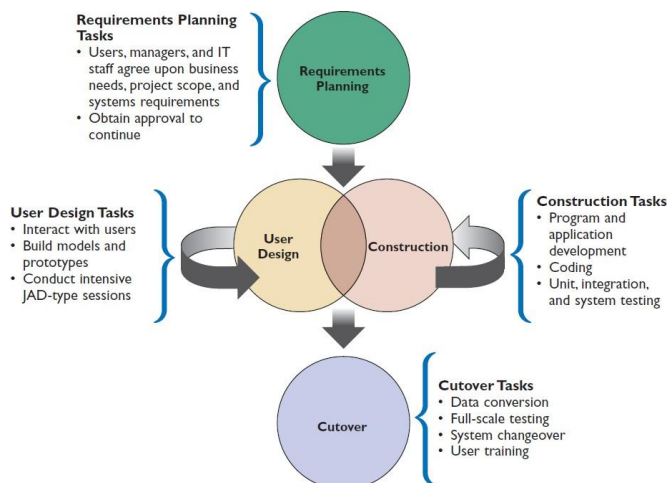 Requirements Planning
Tasks
• Users, managers, and IT
staff agree upon business
needs, project scope, and
systems requirements
• Obtain approval to
continue
Requirements
Planning
User Design Tasks
• Interact with users
• Build models and
prototypes
• Conduct intensive
JAD-type sessions
User
Design
Construction
Construction Tasks
• Program and
application
development
• Coding
• Unit, integration,
and system testing
Cutover
Cutover Tasks
• Data conversion
• Full-scale testing
• System changeover
• User training